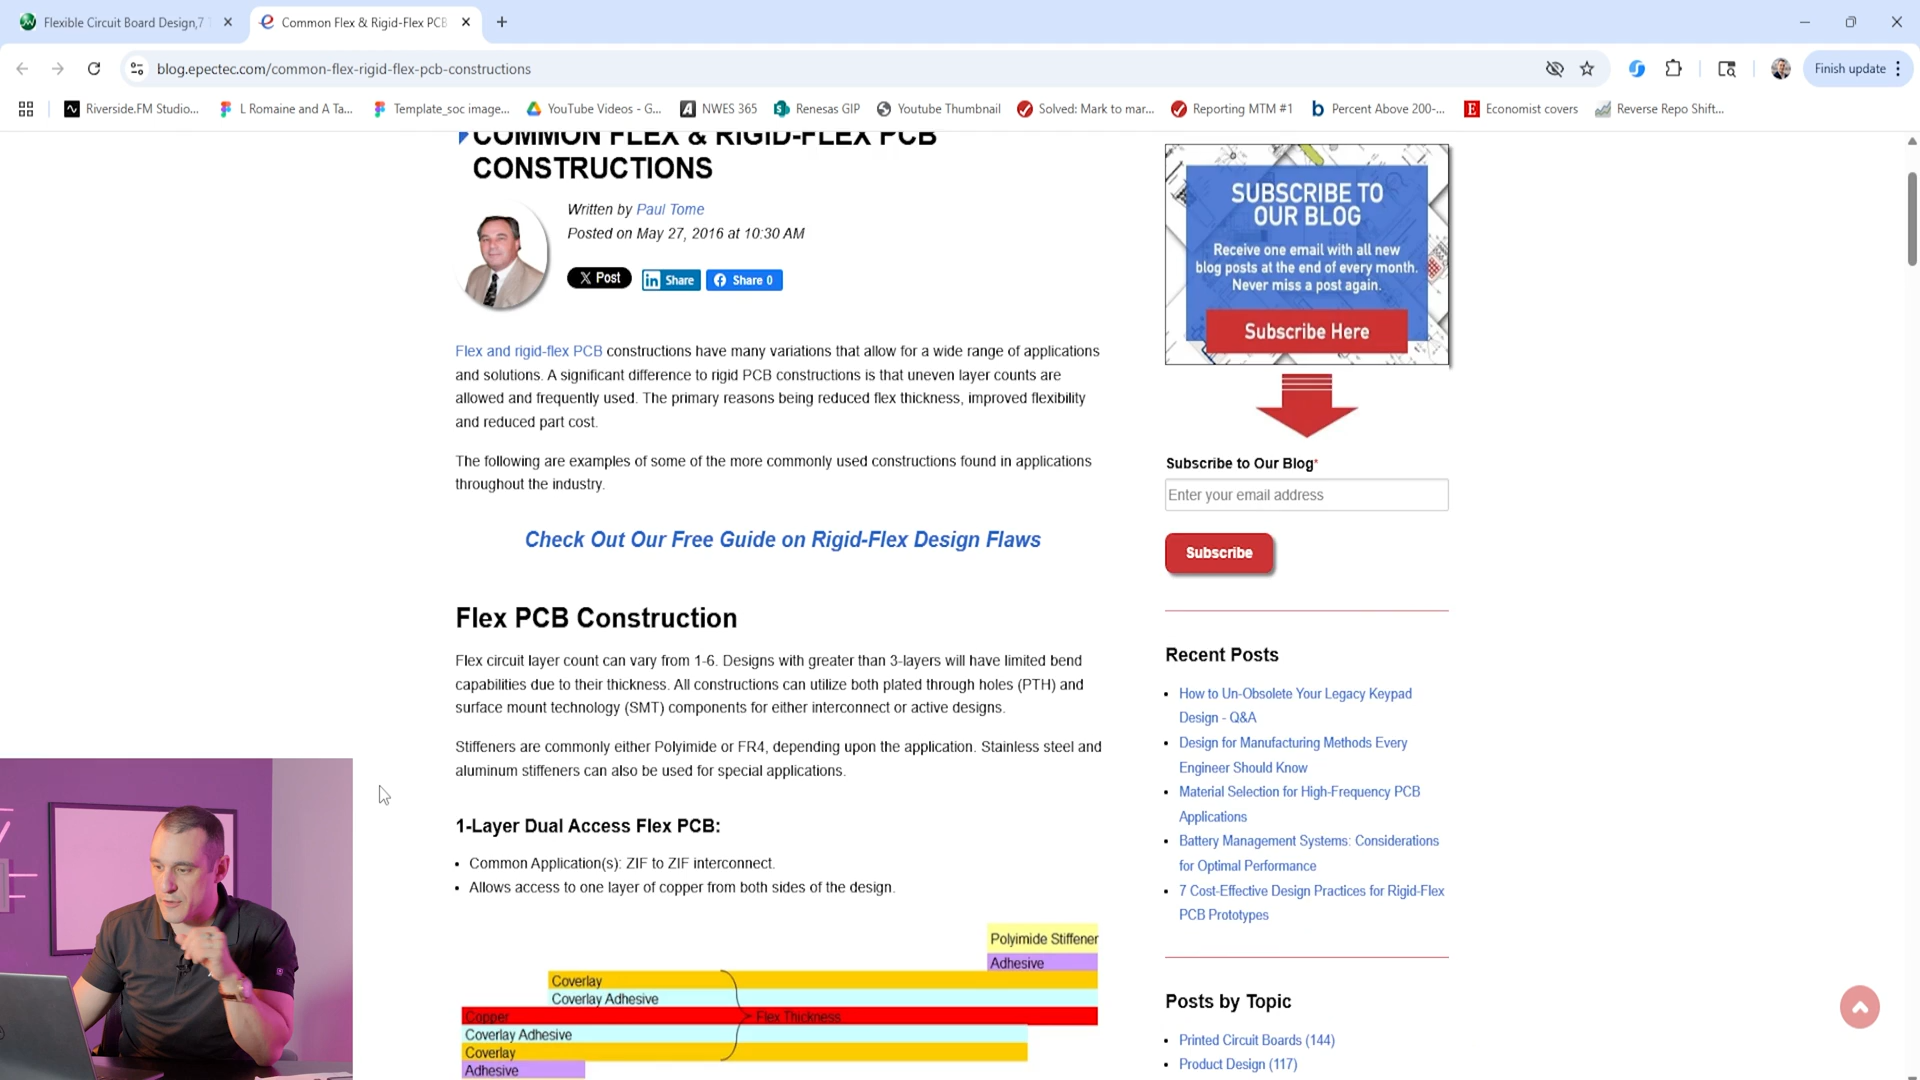 Flexible Circuit Board Design,7
Common Flex & Rigid-Flex PCB
blog.epectec.com/common-flex-rigid-flex-pcb-constructions
Finish update
Riverside.FM Studio...
L Romaine and A Ta...
Template_soc image...
YouTube Videos - G...
NWES 365
Renesas GIP
Youtube Thumbnail
Solved: Mark to mar...
Reporting MTM #1
Percent Above 200-...
Economist covers
Reverse Repo Shift...
COMMON FLEX & RIGID-FLEX PCB
CONSTRUCTIONS
Written by Paul Tome
Posted on May 27, 2016 at 10:30 AM
X Post
in Share
Share 0
Flex and rigid-flex PCB constructions have many variations that allow for a wide range of applications
and solutions. A significant difference to rigid PCB constructions is that uneven layer counts are
allowed and frequently used. The primary reasons being reduced flex thickness, improved flexibility
and reduced part cost.
The following are examples of some of the more commonly used constructions found in applications
throughout the industry.
Check Out Our Free Guide on Rigid-Flex Design Flaws
Flex PCB Construction
Flex circuit layer count can vary from 1-6. Designs with greater than 3-layers will have limited bend
capabilities due to their thickness. All constructions can utilize both plated through holes (PTH) and
surface mount technology (SMT) components for either interconnect or active designs.
Stiffeners are commonly either Polyimide or FR4, depending upon the application. Stainless steel and
aluminum stiffeners can also be used for special applications.
1-Layer Dual Access Flex PCB:
• Common Application(s): ZIF to ZIF interconnect.
• Allows access to one layer of copper from both sides of the design.
Polyimide Stiffener
Adhesive
Coverlay
Coverlay Adhesive
Copper
Flex Thickness
Coverlay Adhesive
Coverlay
Adhesive
SUBSCRIBE TO
OUR BLOG
Receive one email with all new
blog posts at the end of every month.
Never miss a post again.
Subscribe Here
Subscribe to Our Blog*
Enter your email address
Subscribe
Recent Posts
• How to Un-Obsolete Your Legacy Keypad
Design - Q&A
• Design for Manufacturing Methods Every
Engineer Should Know
• Material Selection for High-Frequency PCB
Applications
• Battery Management Systems: Considerations
for Optimal Performance
• 7 Cost-Effective Design Practices for Rigid-Flex
PCB Prototypes
Posts by Topic
• Printed Circuit Boards (144)
• Product Design (117)